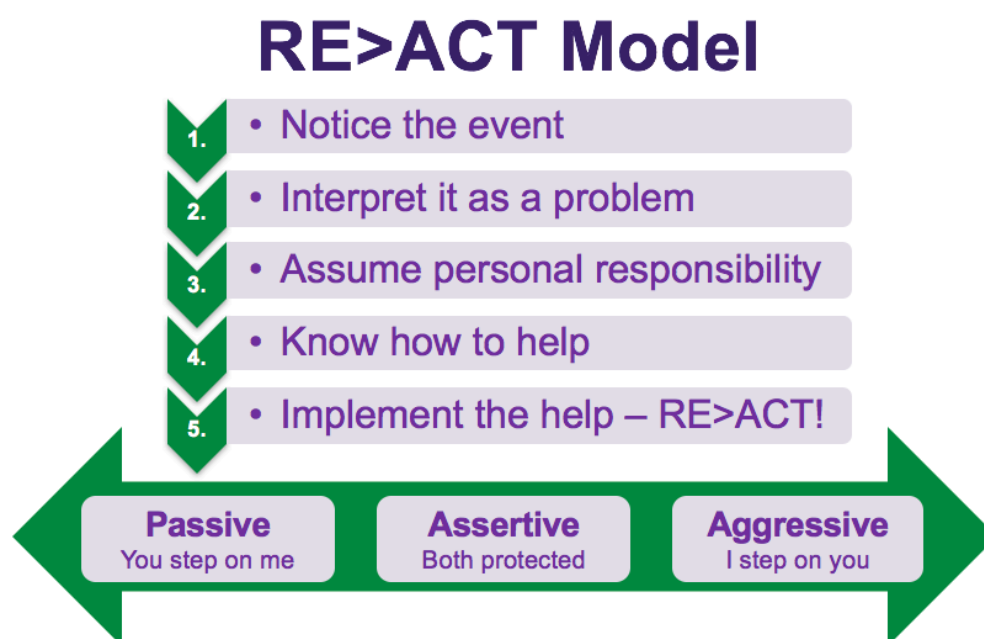 RE>ACT Model
1. • Notice the event
2. • Interpret it as a problem
3. • Assume personal responsibility
4. • Know how to help
5. • Implement the help – RE>ACT!
Passive
You step on me
Assertive
Both protected
Aggressive
I step on you